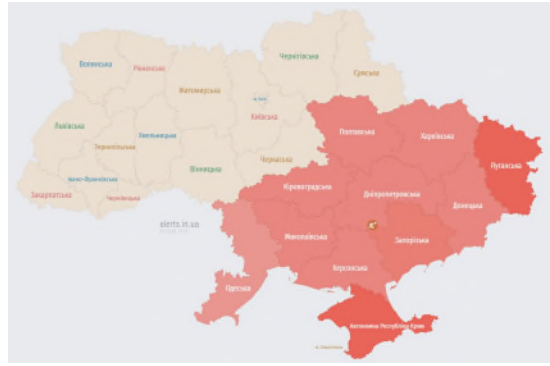 Волинська
Рівненська
Чернігівська
Сумська
Житомирська
м. Київ
Київська
Львівська
Тернопільська
Хмельницька
Вінницька
Черкаська
Полтавська
Харківська
Луганська
Івано-Франківська
Закарпатська
Чернівецька
Кіровоградська
Дніпропетровська
Донецька
alerts.in.ua
Миколаївська
Запорізька
Одеська
Херсонська
Автономна Республіка Крим